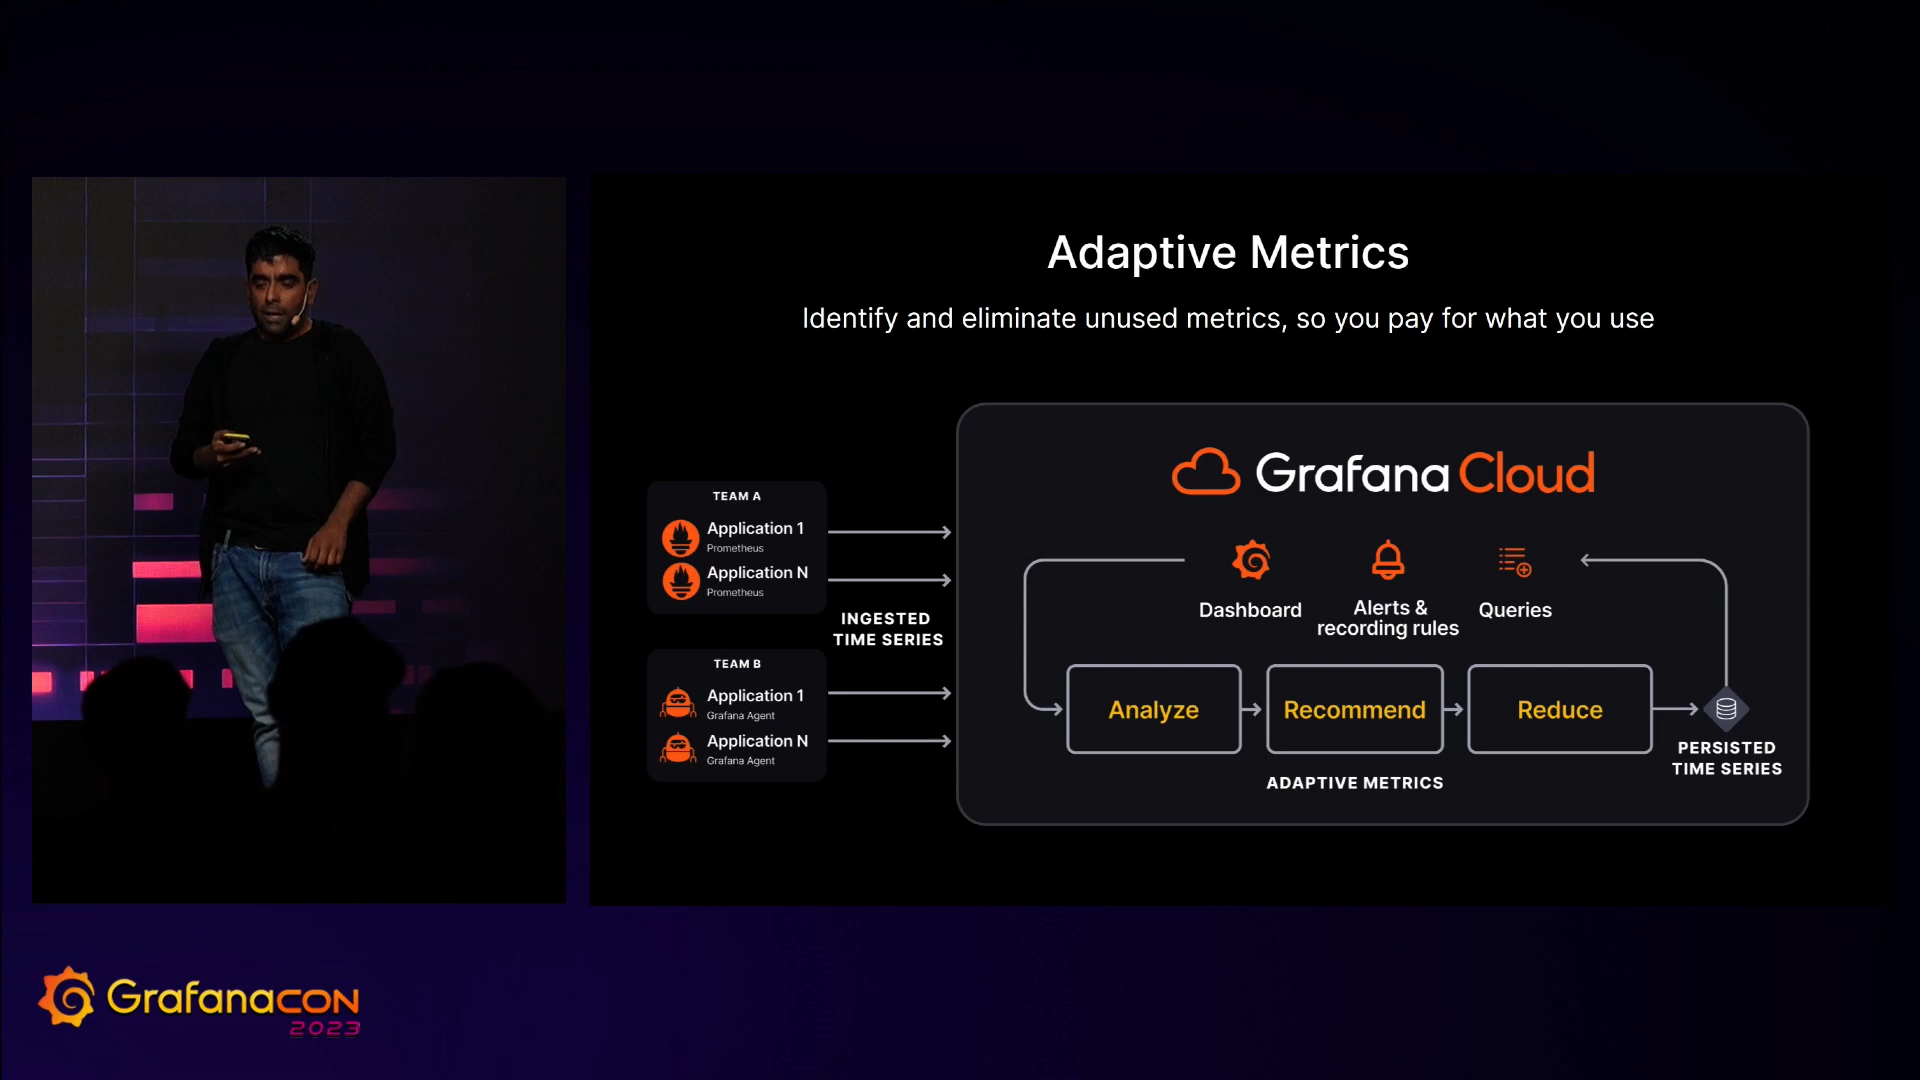 Adaptive Metrics
Identify and eliminate unused metrics, so you pay for what you use
TEAM A
Application 1
Prometheus
Application N
Prometheus
INGESTED
TIME SERIES
TEAM B
Application 1
Grafana Agent
Application N
Grafana Agent
Grafana Cloud
Dashboard
Alerts &
recording rules
Queries
Analyze
Recommend
Reduce
ADAPTIVE METRICS
PERSISTED
TIME SERIES
GrafanaCON
2023